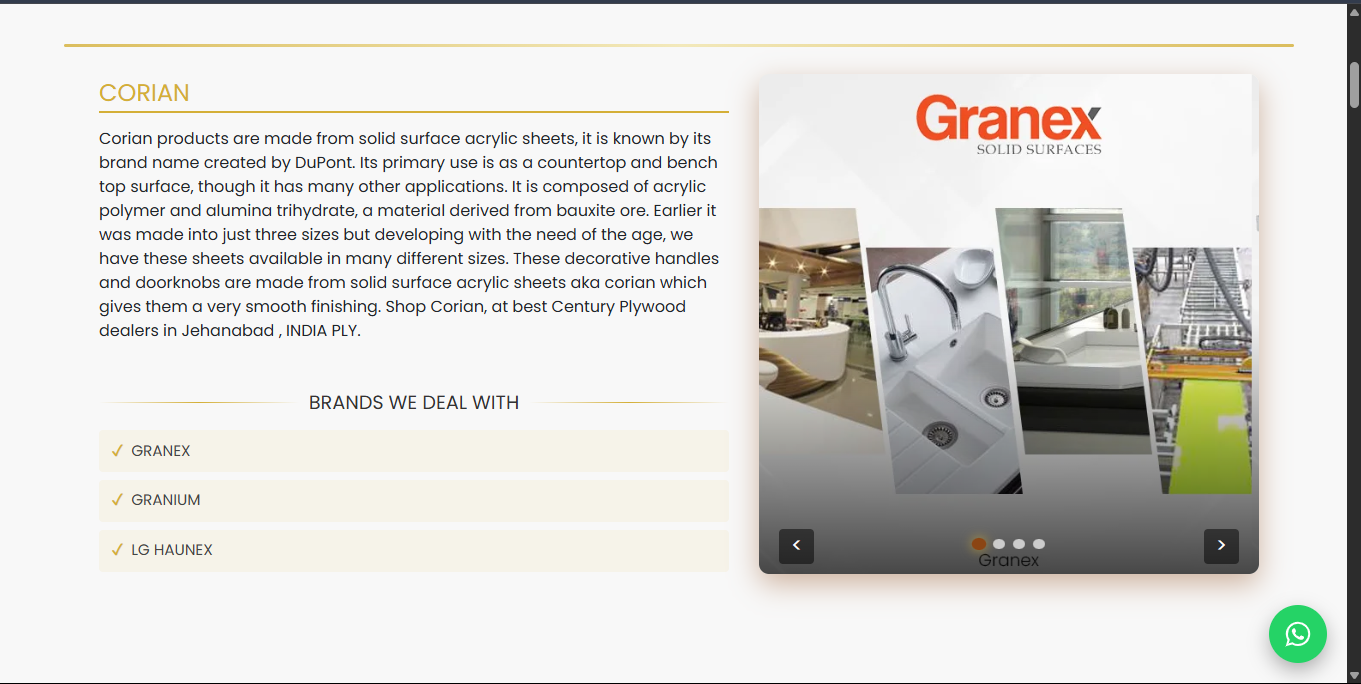 CORIAN
Corian products are made from solid surface acrylic sheets, it is known by its
brand name created by DuPont. Its primary use is as a countertop and bench
top surface, though it has many other applications. It is composed of acrylic
polymer and alumina trihydrate, a material derived from bauxite ore. Earlier it
was made into just three sizes but developing with the need of the age, we
have these sheets available in many different sizes. These decorative handles
and doorknobs are made from solid surface acrylic sheets aka corian which
gives them a very smooth finishing. Shop Corian, at best Century Plywood
dealers in Jehanabad , INDIA PLY.
BRANDS WE DEAL WITH
✓ GRANEX
✓ GRANIUM
✓ LG HAUNEX
Granex
SOLID SURFACES
Granex